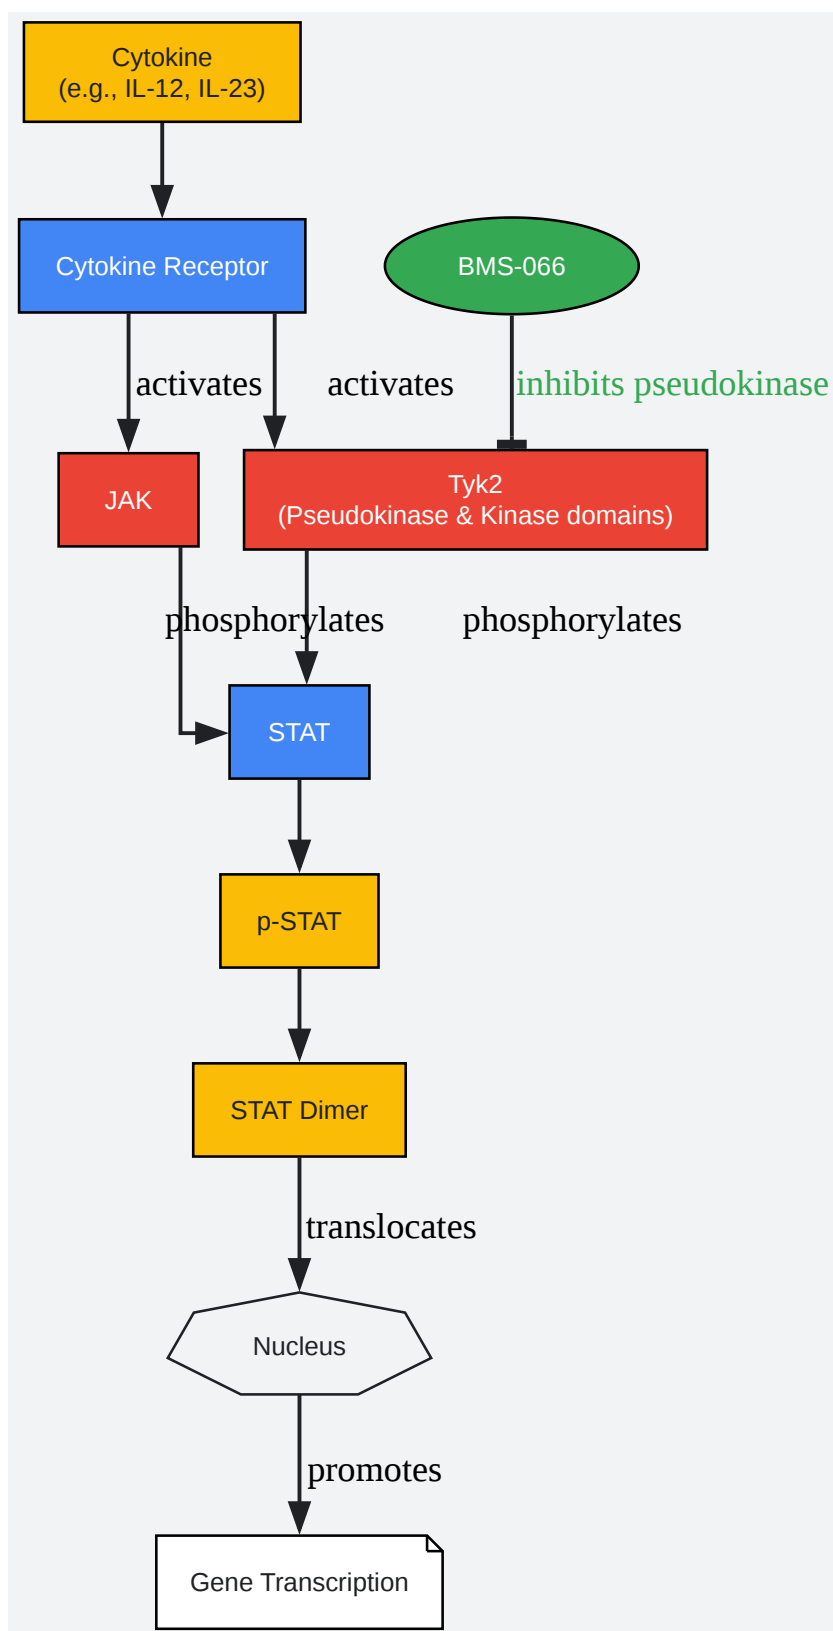 Cytokine
(e.g., IL-12, IL-23)
Cytokine Receptor
BMS-066
activates
activates
inhibits pseudokinase
JAK
Tyk2
(Pseudokinase & Kinase domains)
phosphorylates
phosphorylates
STAT
p-STAT
STAT Dimer
translocates
Nucleus
promotes
Gene Transcription